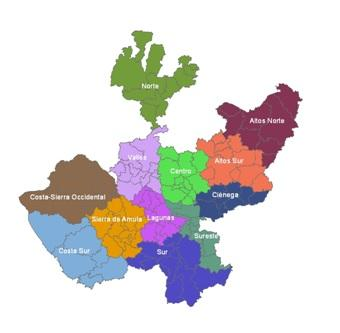 Norte
Altos Norte
Valles
Centro
Altos Sur
Costa-Sierra Occidental
Ciénega
Sierra de Amula
Lagunas
Sureste
Costa Sur
Sur